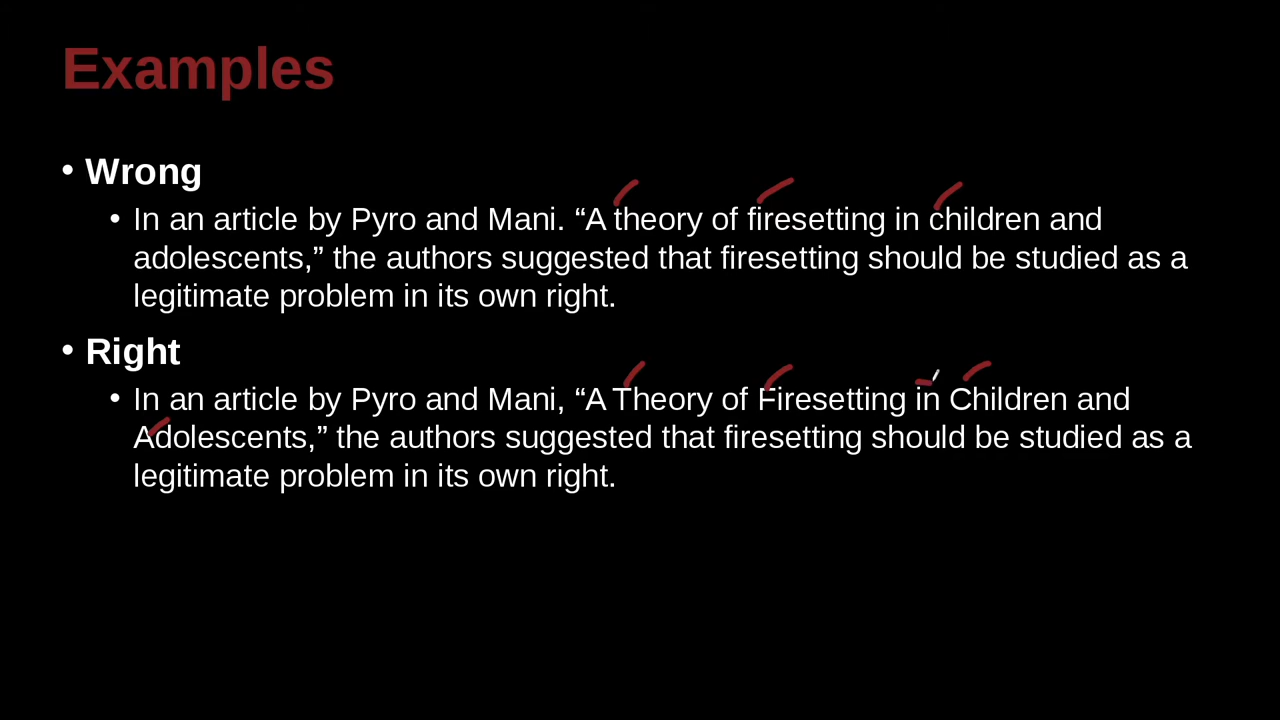 Examples
• Wrong
• In an article by Pyro and Mani. “A theory of firesetting in children and
adolescents,” the authors suggested that firesetting should be studied as a
legitimate problem in its own right.
• Right
• In an article by Pyro and Mani, “A Theory of Firesetting in Children and
Adolescents,” the authors suggested that firesetting should be studied as a
legitimate problem in its own right.